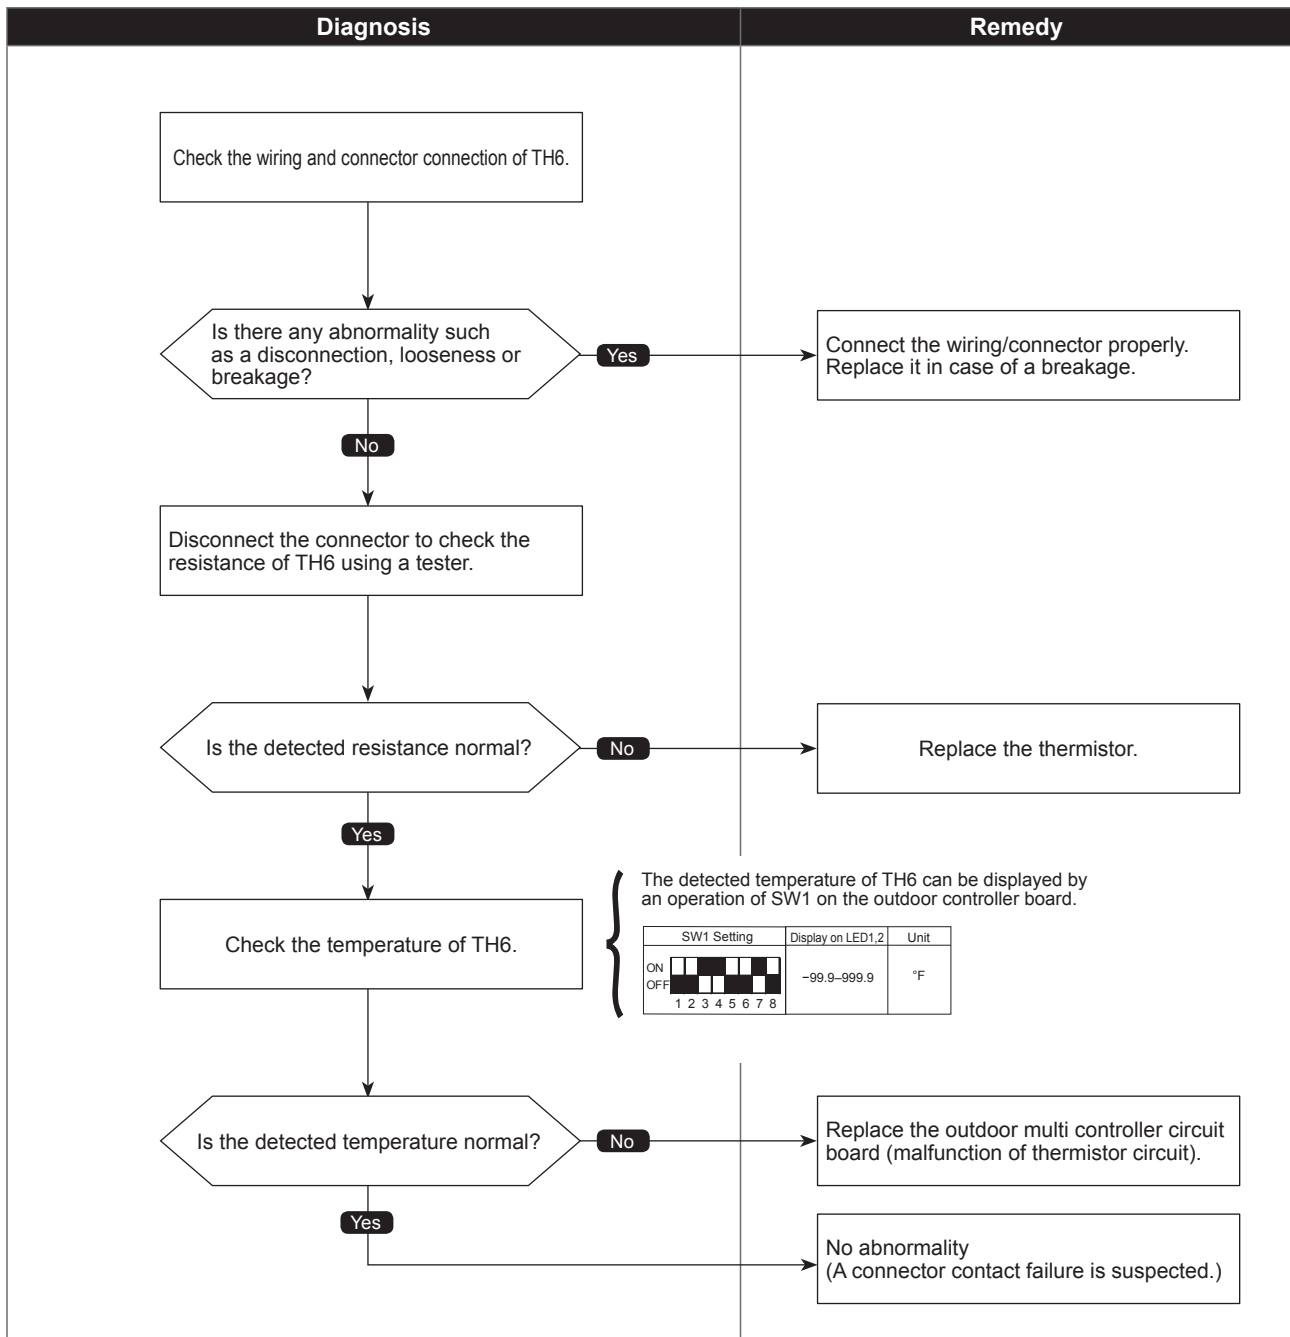 Diagnosis
Remedy
Check the wiring and connector connection of TH6.
Is there any abnormality such
as a disconnection, looseness or
breakage?
Yes
Connect the wiring/connector properly.
Replace it in case of a breakage.
No
Disconnect the connector to check the
resistance of TH6 using a tester.
Is the detected resistance normal?
No
Replace the thermistor.
Yes
Check the temperature of TH6.
The detected temperature of TH6 can be displayed by
an operation of SW1 on the outdoor controller board.
SW1 Setting
Display on LED1,2
Unit
ON
OFF
1 2 3 4 5 6 7 8
−99.9–999.9
°F
Is the detected temperature normal?
No
Replace the outdoor multi controller circuit
board (malfunction of thermistor circuit).
Yes
No abnormality
(A connector contact failure is suspected.)